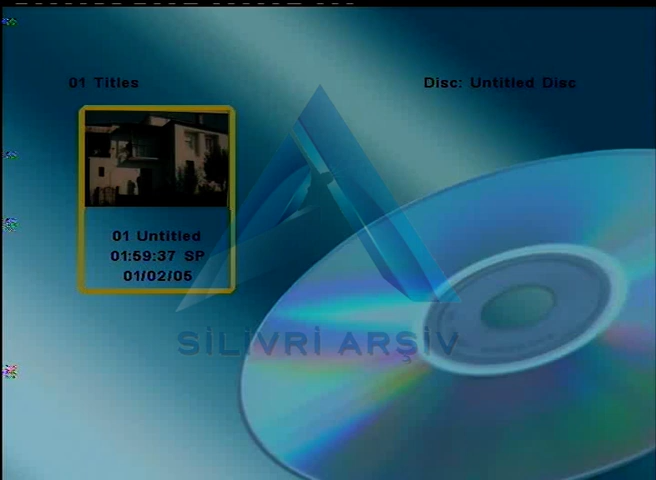 01 Titles
Disc: Untitled Disc
01 Untitled
01:59:37 SP
01/02/05
SİLİVRİ ARŞİV